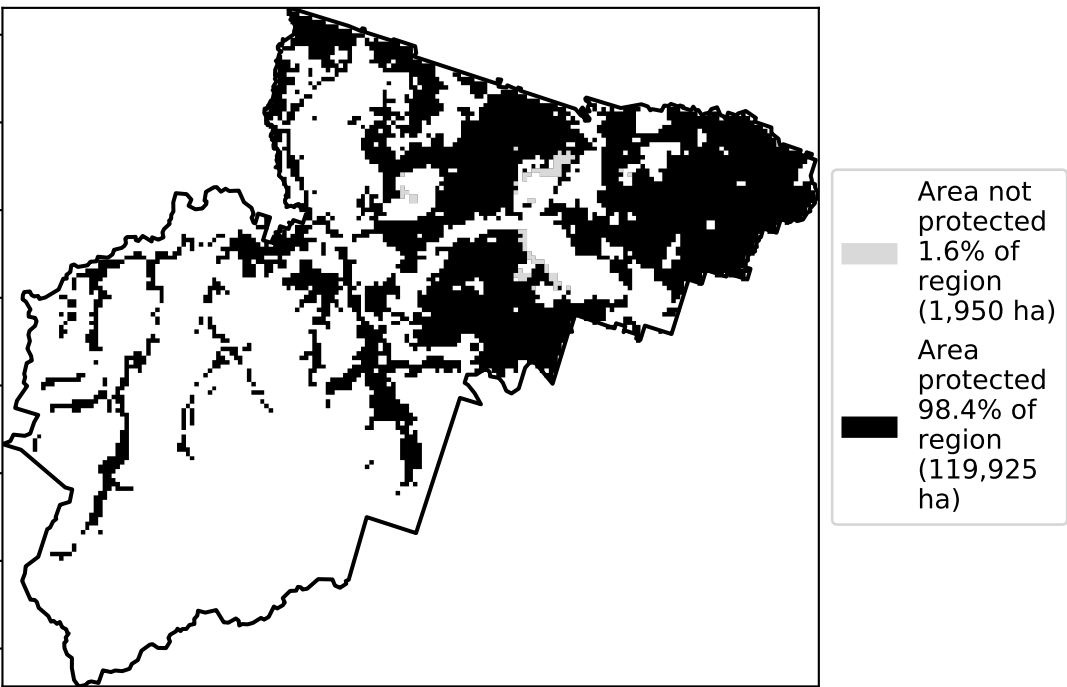 Area not
protected
1.6% of
region
(1,950 ha)
Area
protected
98.4% of
region
(119,925
ha)